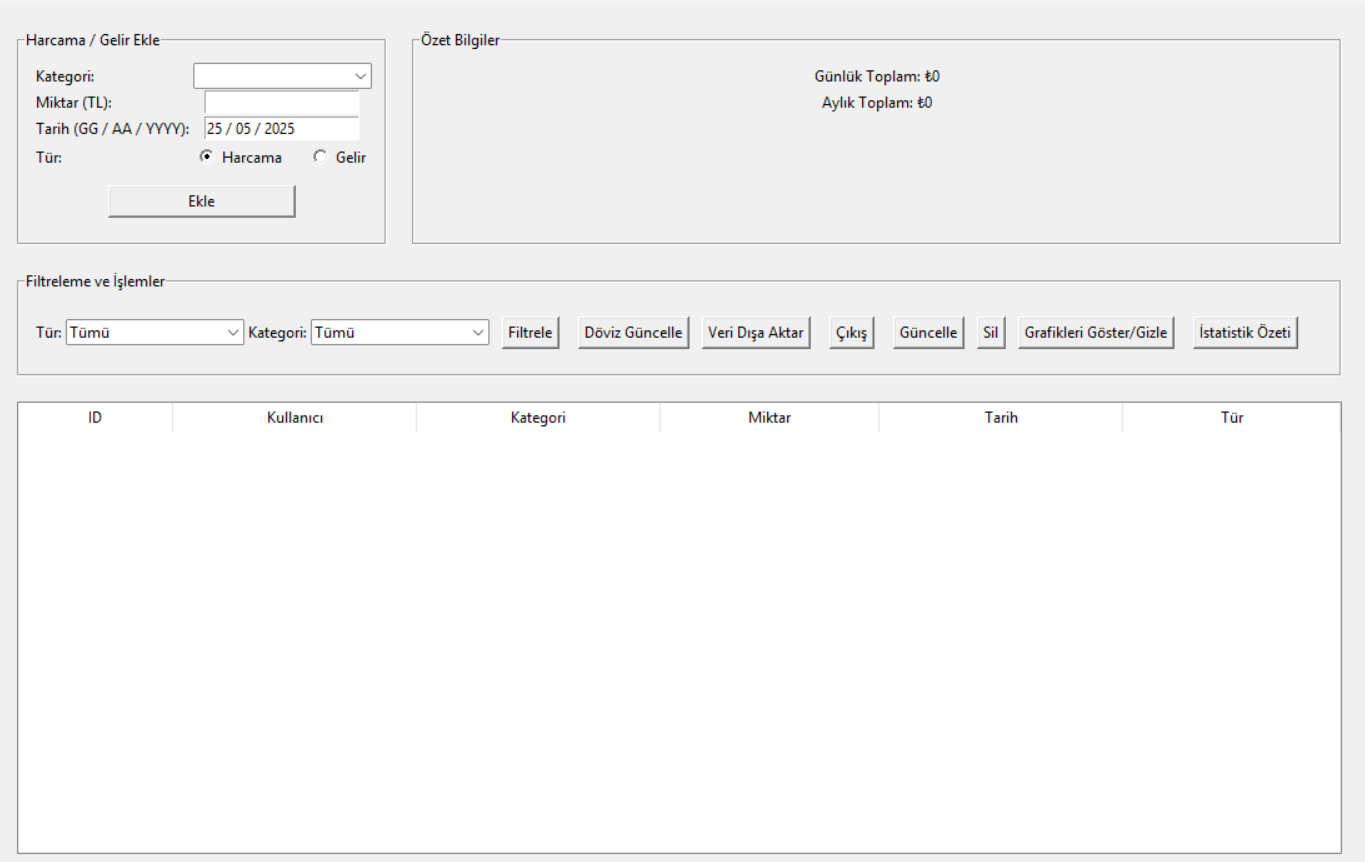 Harcama / Gelir Ekle
Kategori:
Miktar (TL):
Tarih (GG / AA / YYYY): 25 / 05 / 2025
Tür: Harcama Gelir
Ekle
Özet Bilgiler
Günlük Toplam: ₺0
Aylık Toplam: ₺0
Filtreleme ve İşlemler
Tür: Tümü Kategori: Tümü Filtrele Döviz Güncelle Veri Dışa Aktar Çıkış Güncelle Sil Grafikleri Göster/Gizle İstatistik Özeti
ID Kullanıcı Kategori Miktar Tarih Tür